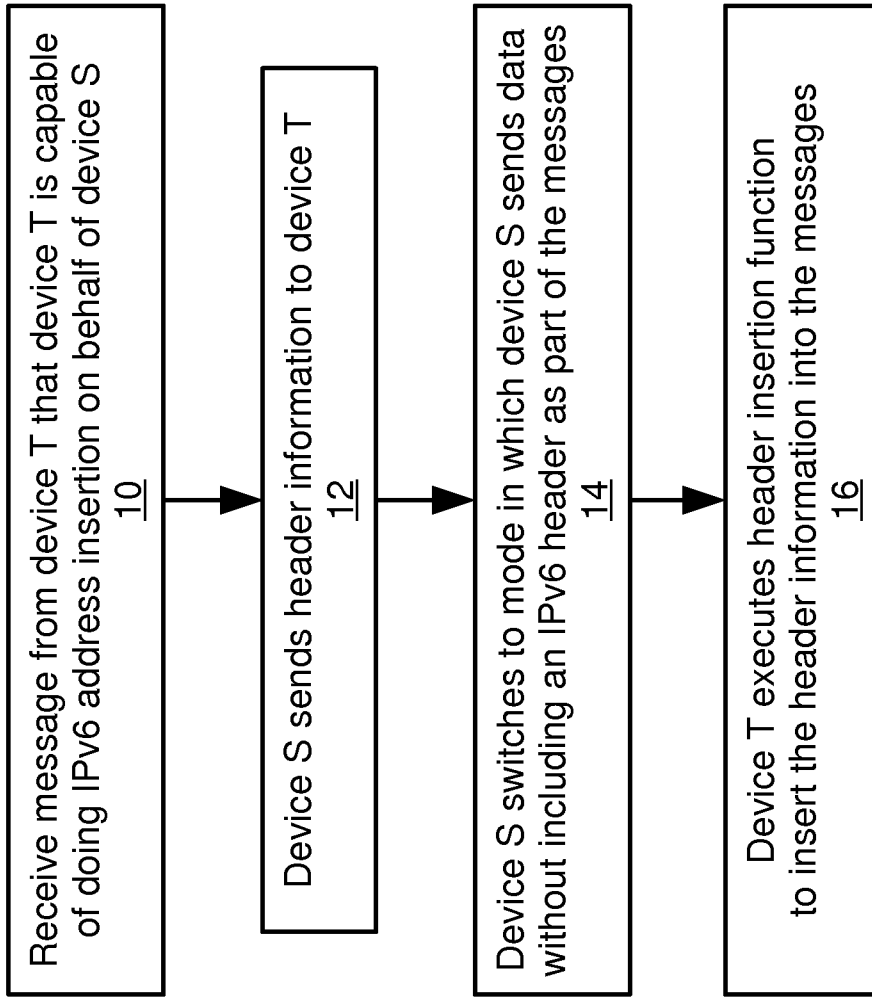 Receive message from device T that device T is capable
of doing IPv6 address insertion on behalf of device S
10
Device S sends header information to device T
12
Device S switches to mode in which device S sends data
without including an IPv6 header as part of the messages
14
Device T executes header insertion function
to insert the header information into the messages
16